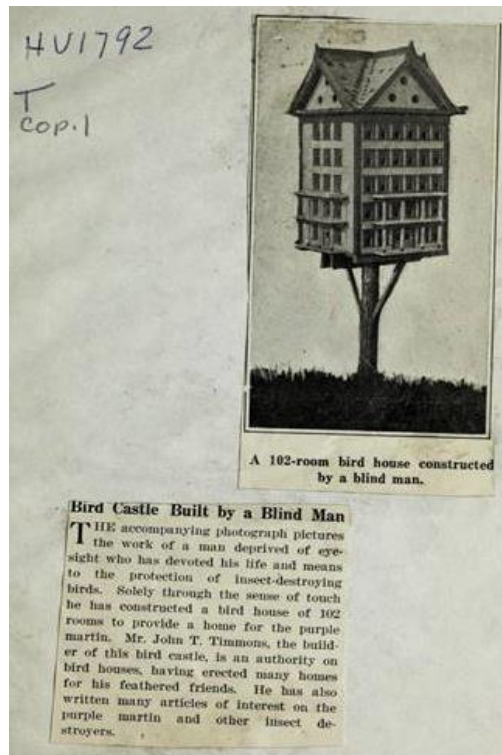 HV1792
T
cop.1
A 102-room bird house constructed
by a blind man.
Bird Castle Built by a Blind Man
THE accompanying photograph pictures
the work of a man deprived of eye-
sight who has devoted his life and means
to the protection of insect-destroying
birds. Solely through the sense of touch
he has constructed a bird house of 102
rooms to provide a home for the purple
martin. Mr. John T. Timmons, the build-
er of this bird castle, is an authority on
bird houses, having erected many homes
for his feathered friends. He has also
written many articles of interest on the
purple martin and other insect de-
stroyers.